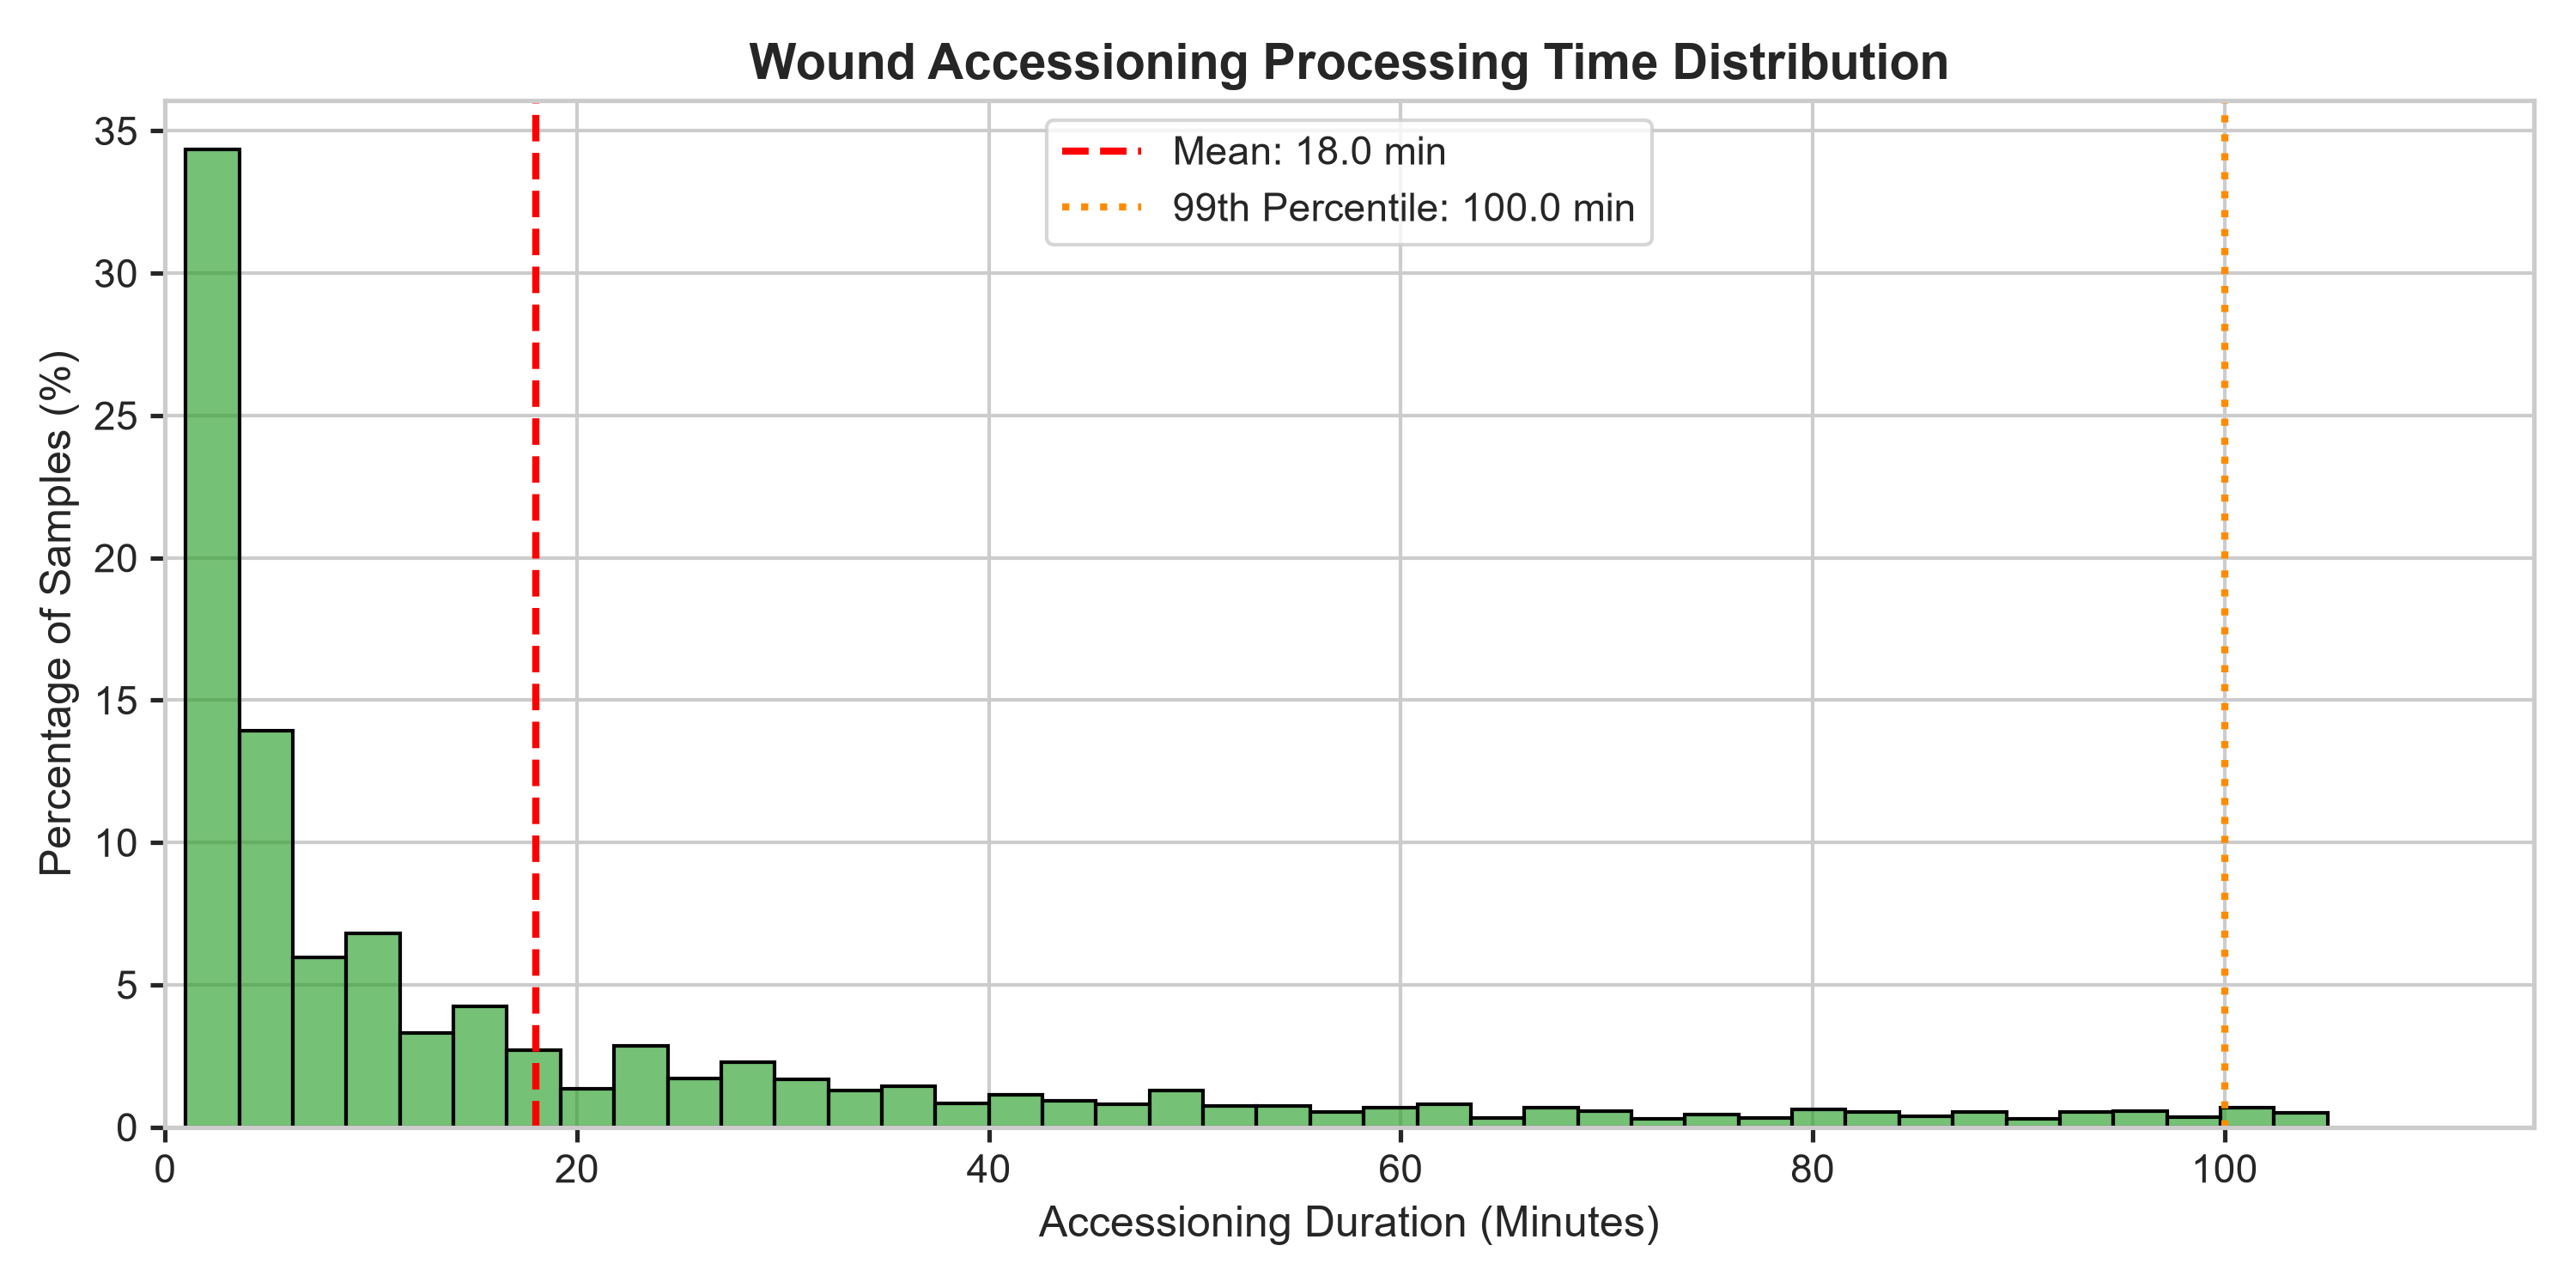 Wound Accessioning Processing Time Distribution
35
30
25
20
15
10
5
0
Percentage of Samples (%)
Mean: 18.0 min
99th Percentile: 100.0 min
0 20 40 60 80 100
Accessioning Duration (Minutes)